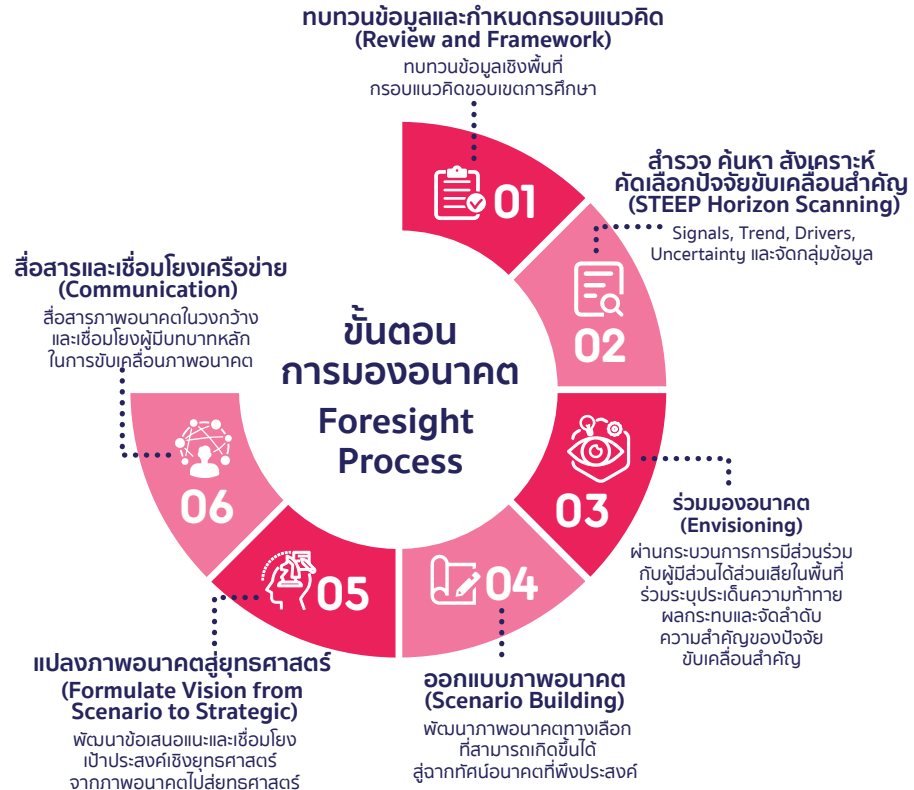 ทบทวนข้อมูลและกำหนดกรอบแนวคิด
(Review and Framework)
ทบทวนข้อมูลเชิงพื้นที่
กรอบแนวคิดขอบเขตการศึกษา
01
สำรวจ ค้นหา สังเคราะห์
คัดเลือกปัจจัยขับเคลื่อนสำคัญ
(STEEP Horizon Scanning)
Signals, Trend, Drivers,
Uncertainty และจัดกลุ่มข้อมูล
02
ขั้นตอน
การมองอนาคต
Foresight
Process
03
ร่วมมองอนาคต
(Envisioning)
ผ่านกระบวนการการมีส่วนร่วม
กับผู้มีส่วนได้ส่วนเสียในพื้นที่
ร่วมระบุประเด็นความท้าทาย
ผลกระทบและจัดลำดับ
ความสำคัญของปัจจัย
ขับเคลื่อนสำคัญ
04
ออกแบบภาพอนาคต
(Scenario Building)
พัฒนาภาพอนาคตทางเลือก
ที่สามารถเกิดขึ้นได้
สู่ฉากทัศน์อนาคตที่พึงประสงค์
05
แปลงภาพอนาคตสู่ยุทธศาสตร์
(Formulate Vision from
Scenario to Strategic)
พัฒนาข้อเสนอแนะและเชื่อมโยง
เป้าประสงค์เชิงยุทธศาสตร์
จากภาพอนาคตไปสู่ยุทธศาสตร์
06
สื่อสารและเชื่อมโยงเครือข่าย
(Communication)
สื่อสารภาพอนาคตในวงกว้าง
และเชื่อมโยงผู้มีบทบาทหลัก
ในการขับเคลื่อนภาพอนาคต